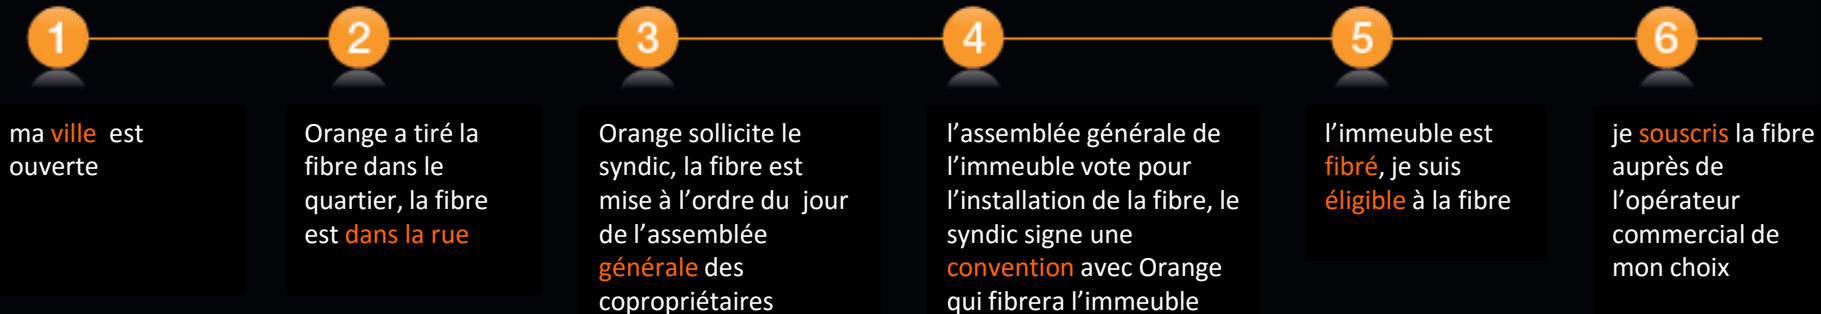 1
2
3
4
5
6
ma ville est
ouverte
Orange a tiré la
fibre dans le
quartier, la fibre
est dans la rue
Orange sollicite le
syndic, la fibre est
mise à l’ordre du jour
de l’assemblée
générale des
copropriétaires
l’assemblée générale de
l’immeuble vote pour
l’installation de la fibre, le
syndic signe une
convention avec Orange
qui fibrera l’immeuble
l’immeuble est
fibré, je suis
éligible à la fibre
je souscris la fibre
auprès de
l’opérateur
commercial de
mon choix